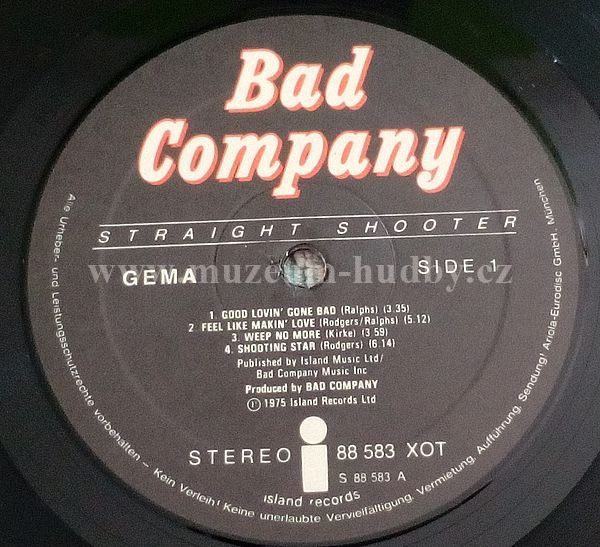 Bad
Company
STRAIGHT SHOOTER
www.muzeum-hudby.cz
GEMA
SIDE 1
1. GOOD LOVIN' GONE BAD (Ralphs) (3.35)
2. FEEL LIKE MAKIN' LOVE (Rodgers/Ralphs) (5.12)
3. WEEP NO MORE (Kirke) (3 59)
4. SHOOTING STAR (Rodgers) (6.14)
Published by Island Music Ltd/
Bad Company Music Inc
Produced by BAD COMPANY
℗ 1975 Island Records Ltd
STEREO
i
88 583 XOT
S 88 583 A
island records
Alle Urheber- und Leistungsschutzrechte vorbehalten – Kein Verleih! Keine unerlaubte Vervielfältigung, Vermietung, Aufführung, Sendung! Ariola-Eurodisc GmbH, München